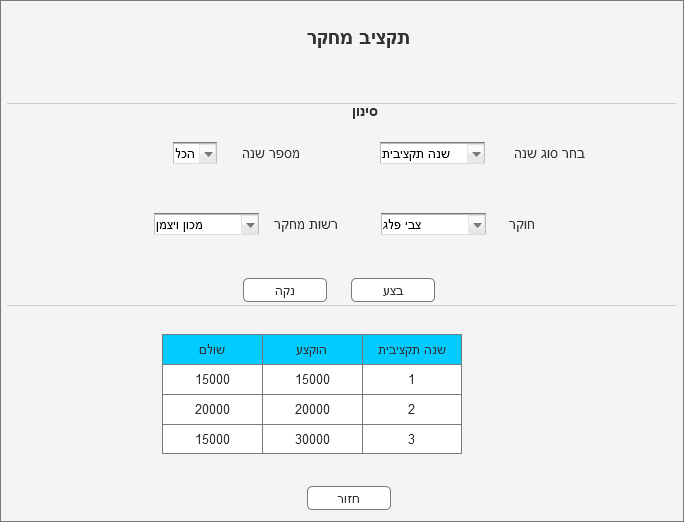 תקציב מחקר
סינון
בחר סוג שנה שנה תקציבית מספר שנה הכל
חוקר צבי פלג רשות מחקר מכון ויצמן
בצע נקה
שנה תקציבית הוקצע שולם
1 15000 15000
2 20000 20000
3 30000 15000
חזור